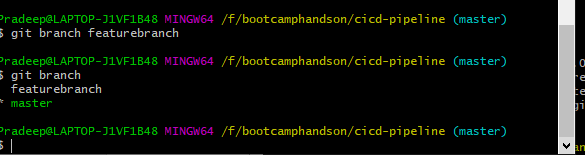 Pradeep@LAPTOP-J1VF1B48 MINGW64 /f/bootcamphandson/cicd-pipeline (master)
$ git branch featurebranch
Pradeep@LAPTOP-J1VF1B48 MINGW64 /f/bootcamphandson/cicd-pipeline (master)
$ git branch
featurebranch
* master
Pradeep@LAPTOP-J1VF1B48 MINGW64 /f/bootcamphandson/cicd-pipeline (master)
$